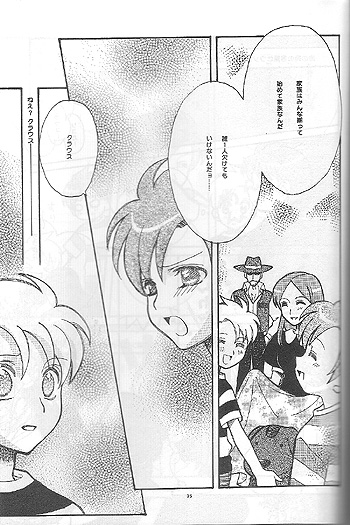 家族はみんな揃って
始めて家族なんだ
誰一人欠けても
いけないんだヨ……
クラウス
ねぇ？クラウス……
35